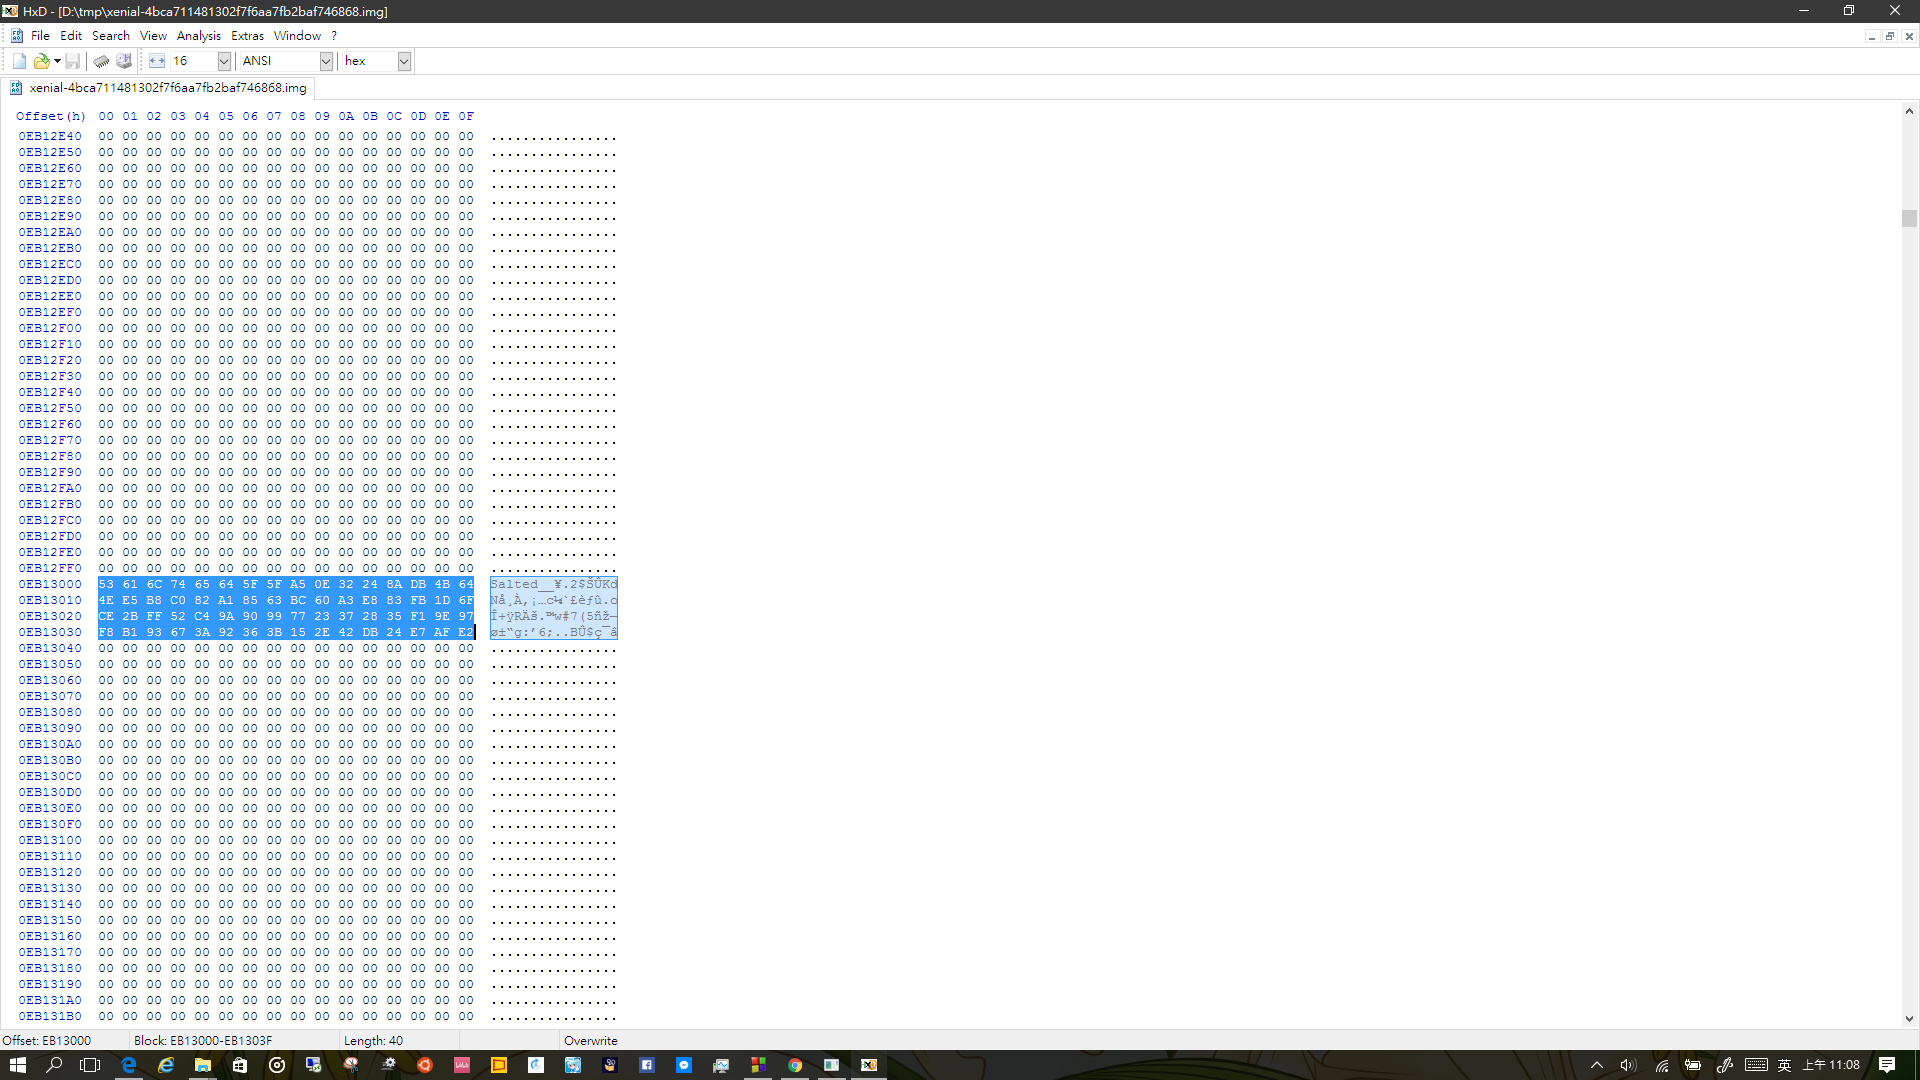 HxD - [D:\tmp\xenial-4bca711481302f7f6aa7fb2baf746868.img]
File Edit Search View Analysis Extras Window ?
16 ANSI hex
xenial-4bca711481302f7f6aa7fb2baf746868.img
Offset(h) 00 01 02 03 04 05 06 07 08 09 0A 0B 0C 0D 0E 0F
0EB12E40 00 00 00 00 00 00 00 00 00 00 00 00 00 00 00 00 ................
0EB12E50 00 00 00 00 00 00 00 00 00 00 00 00 00 00 00 00 ................
0EB12E60 00 00 00 00 00 00 00 00 00 00 00 00 00 00 00 00 ................
0EB12E70 00 00 00 00 00 00 00 00 00 00 00 00 00 00 00 00 ................
0EB12E80 00 00 00 00 00 00 00 00 00 00 00 00 00 00 00 00 ................
0EB12E90 00 00 00 00 00 00 00 00 00 00 00 00 00 00 00 00 ................
0EB12EA0 00 00 00 00 00 00 00 00 00 00 00 00 00 00 00 00 ................
0EB12EB0 00 00 00 00 00 00 00 00 00 00 00 00 00 00 00 00 ................
0EB12EC0 00 00 00 00 00 00 00 00 00 00 00 00 00 00 00 00 ................
0EB12ED0 00 00 00 00 00 00 00 00 00 00 00 00 00 00 00 00 ................
0EB12EE0 00 00 00 00 00 00 00 00 00 00 00 00 00 00 00 00 ................
0EB12EF0 00 00 00 00 00 00 00 00 00 00 00 00 00 00 00 00 ................
0EB12F00 00 00 00 00 00 00 00 00 00 00 00 00 00 00 00 00 ................
0EB12F10 00 00 00 00 00 00 00 00 00 00 00 00 00 00 00 00 ................
0EB12F20 00 00 00 00 00 00 00 00 00 00 00 00 00 00 00 00 ................
0EB12F30 00 00 00 00 00 00 00 00 00 00 00 00 00 00 00 00 ................
0EB12F40 00 00 00 00 00 00 00 00 00 00 00 00 00 00 00 00 ................
0EB12F50 00 00 00 00 00 00 00 00 00 00 00 00 00 00 00 00 ................
0EB12F60 00 00 00 00 00 00 00 00 00 00 00 00 00 00 00 00 ................
0EB12F70 00 00 00 00 00 00 00 00 00 00 00 00 00 00 00 00 ................
0EB12F80 00 00 00 00 00 00 00 00 00 00 00 00 00 00 00 00 ................
0EB12F90 00 00 00 00 00 00 00 00 00 00 00 00 00 00 00 00 ................
0EB12FA0 00 00 00 00 00 00 00 00 00 00 00 00 00 00 00 00 ................
0EB12FB0 00 00 00 00 00 00 00 00 00 00 00 00 00 00 00 00 ................
0EB12FC0 00 00 00 00 00 00 00 00 00 00 00 00 00 00 00 00 ................
0EB12FD0 00 00 00 00 00 00 00 00 00 00 00 00 00 00 00 00 ................
0EB12FE0 00 00 00 00 00 00 00 00 00 00 00 00 00 00 00 00 ................
0EB12FF0 00 00 00 00 00 00 00 00 00 00 00 00 00 00 00 00 ................
0EB13000 53 61 6C 74 65 64 5F 5F A5 0E 32 24 8A DB 4B 64 Salted__¥.2$ŠÛKd
0EB13010 4E E5 B8 C0 82 A1 85 63 BC 60 A3 E8 83 FB 1D 6F Nå¸À‚¡…c¼`£èƒû.o
0EB13020 CE 2B FF 52 C4 9A 90 99 77 23 37 28 35 F1 9E 97 Î+ÿRÄš.™w#7(5ñž—
0EB13030 F8 B1 93 67 3A 92 36 3B 15 2E 42 DB 24 E7 AF E2 ø±“g:’6;..BÛ$ç¯â
0EB13040 00 00 00 00 00 00 00 00 00 00 00 00 00 00 00 00 ................
0EB13050 00 00 00 00 00 00 00 00 00 00 00 00 00 00 00 00 ................
0EB13060 00 00 00 00 00 00 00 00 00 00 00 00 00 00 00 00 ................
0EB13070 00 00 00 00 00 00 00 00 00 00 00 00 00 00 00 00 ................
0EB13080 00 00 00 00 00 00 00 00 00 00 00 00 00 00 00 00 ................
0EB13090 00 00 00 00 00 00 00 00 00 00 00 00 00 00 00 00 ................
0EB130A0 00 00 00 00 00 00 00 00 00 00 00 00 00 00 00 00 ................
0EB130B0 00 00 00 00 00 00 00 00 00 00 00 00 00 00 00 00 ................
0EB130C0 00 00 00 00 00 00 00 00 00 00 00 00 00 00 00 00 ................
0EB130D0 00 00 00 00 00 00 00 00 00 00 00 00 00 00 00 00 ................
0EB130E0 00 00 00 00 00 00 00 00 00 00 00 00 00 00 00 00 ................
0EB130F0 00 00 00 00 00 00 00 00 00 00 00 00 00 00 00 00 ................
0EB13100 00 00 00 00 00 00 00 00 00 00 00 00 00 00 00 00 ................
0EB13110 00 00 00 00 00 00 00 00 00 00 00 00 00 00 00 00 ................
0EB13120 00 00 00 00 00 00 00 00 00 00 00 00 00 00 00 00 ................
0EB13130 00 00 00 00 00 00 00 00 00 00 00 00 00 00 00 00 ................
0EB13140 00 00 00 00 00 00 00 00 00 00 00 00 00 00 00 00 ................
0EB13150 00 00 00 00 00 00 00 00 00 00 00 00 00 00 00 00 ................
0EB13160 00 00 00 00 00 00 00 00 00 00 00 00 00 00 00 00 ................
0EB13170 00 00 00 00 00 00 00 00 00 00 00 00 00 00 00 00 ................
0EB13180 00 00 00 00 00 00 00 00 00 00 00 00 00 00 00 00 ................
0EB13190 00 00 00 00 00 00 00 00 00 00 00 00 00 00 00 00 ................
0EB131A0 00 00 00 00 00 00 00 00 00 00 00 00 00 00 00 00 ................
0EB131B0 00 00 00 00 00 00 00 00 00 00 00 00 00 00 00 00 ................
Offset: EB13000 Block: EB13000-EB1303F Length: 40 Overwrite
英 上午 11:08